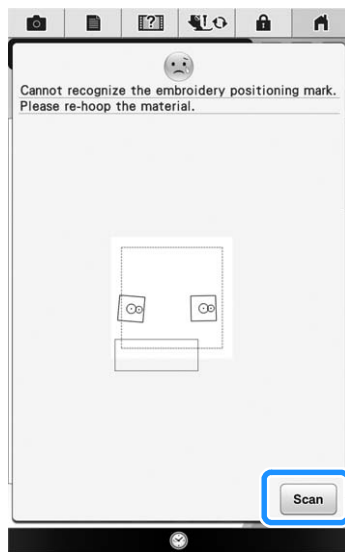 Cannot recognize the embroidery positioning mark.
Please re-hoop the material.
Scan